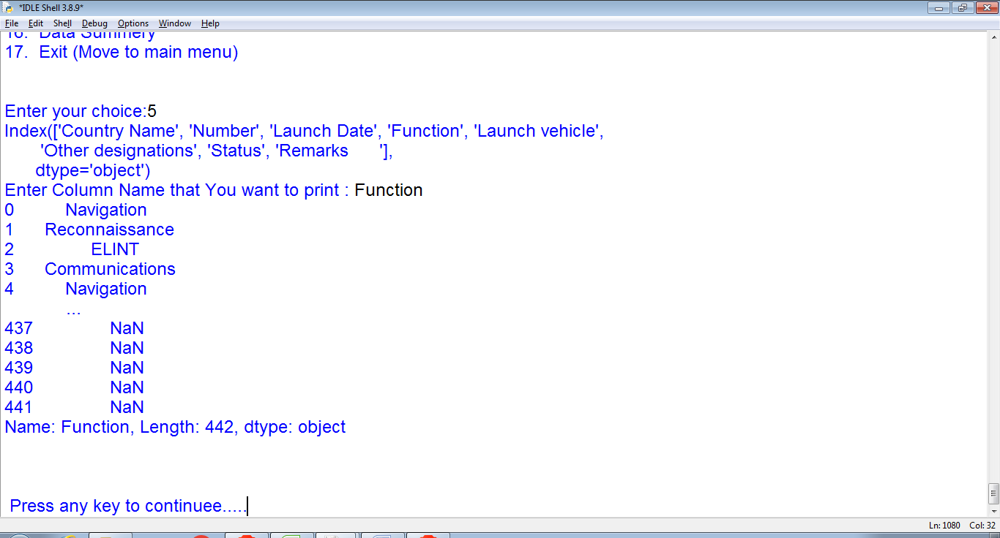 *IDLE Shell 3.8.9*
File Edit Shell Debug Options Window Help
16. Data Summery
17. Exit (Move to main menu)
Enter your choice:5
Index(['Country Name', 'Number', 'Launch Date', 'Function', 'Launch vehicle',
'Other designations', 'Status', 'Remarks      '],
dtype='object')
Enter Column Name that You want to print : Function
0 Navigation
1 Reconnaissance
2 ELINT
3 Communications
4 Navigation
...
437 NaN
438 NaN
439 NaN
440 NaN
441 NaN
Name: Function, Length: 442, dtype: object
Press any key to continuee.....
Ln: 1080 Col: 32